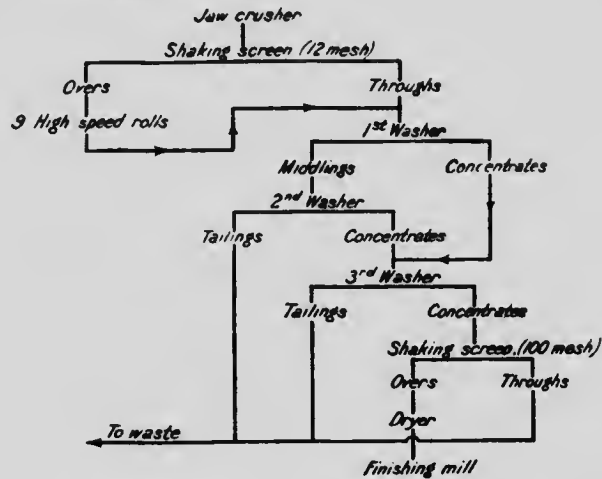 Jaw crusher
Shaking screen (12 mesh)
Overs
Throughs
9 High speed rolls
1st Washer
Middlings
Concentrates
2nd Washer
Tailings
Concentrates
3rd Washer
Tailings
Concentrates
Shaking screen.(100 mesh)
Overs
Throughs
Dryer
To waste
Finishing mill